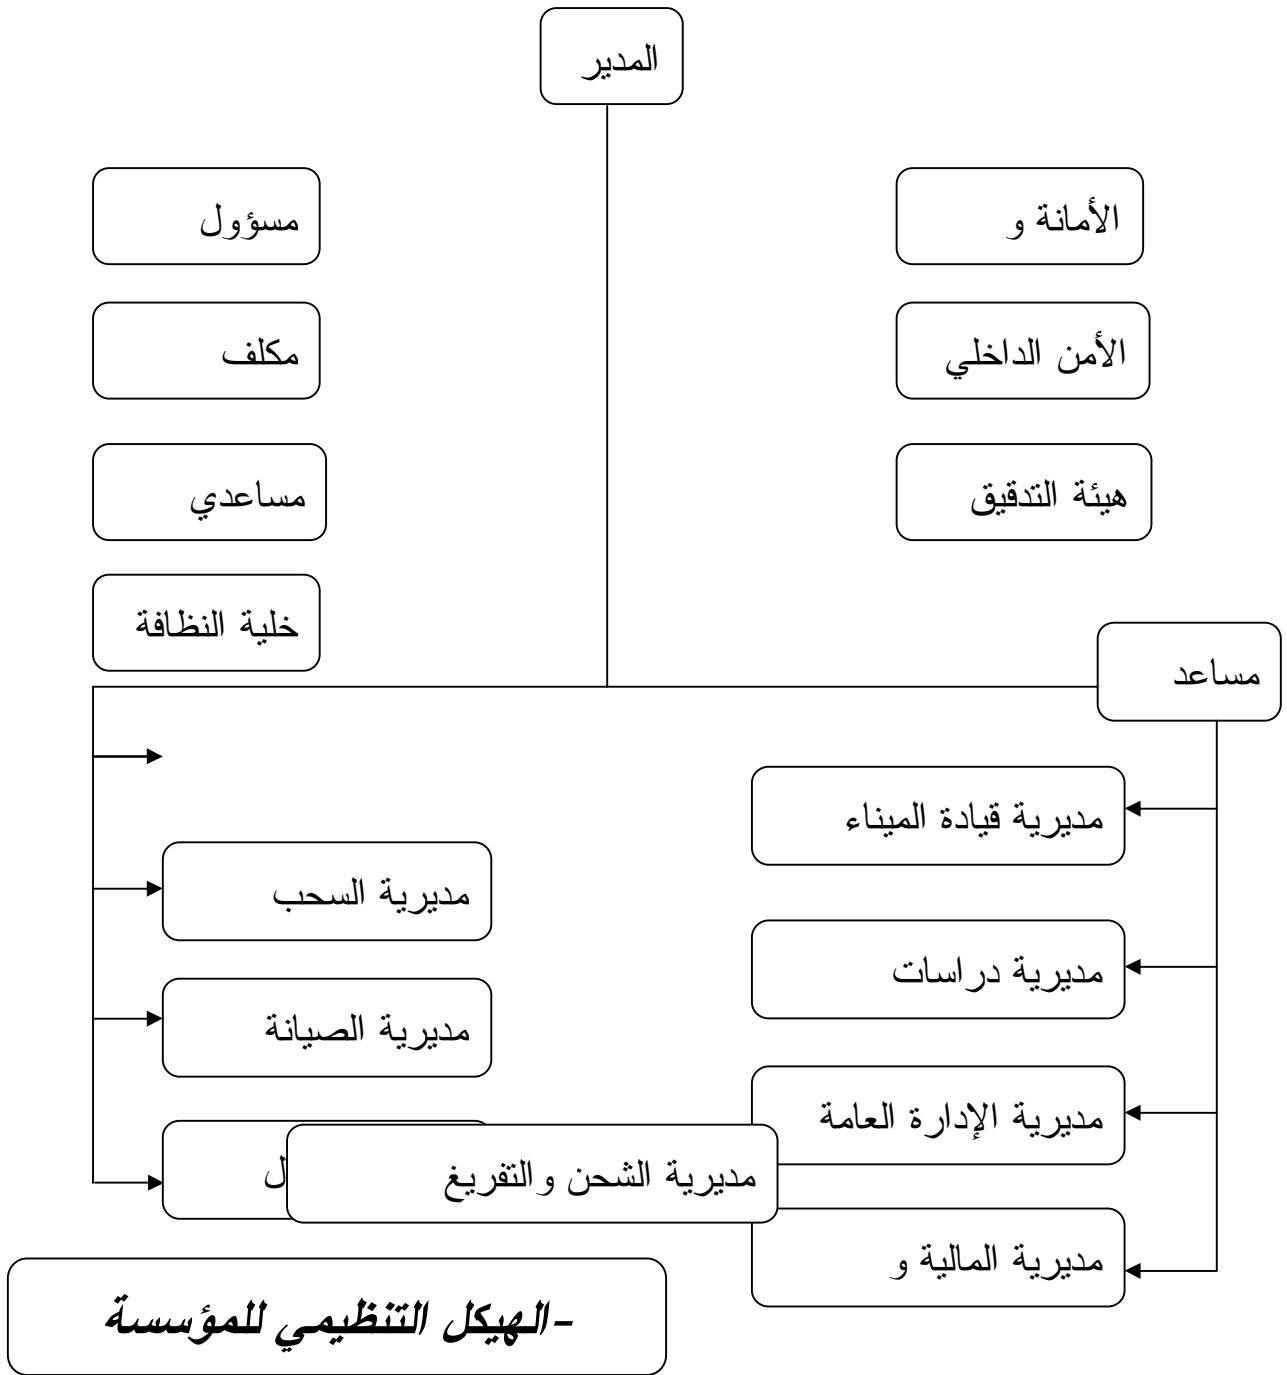 المدير
الأمانة و
مسؤول
الأمن الداخلي
مكلف
هيئة التدقيق
مساعدي
خلية النظافة
مساعد
مديرية قيادة الميناء
مديرية السحب
مديرية دراسات
مديرية الصيانة
مديرية الإدارة العامة
مديرية الشحن والتفريغ
مديرية المالية و
-الهيكل التنظيمي للمؤسسة